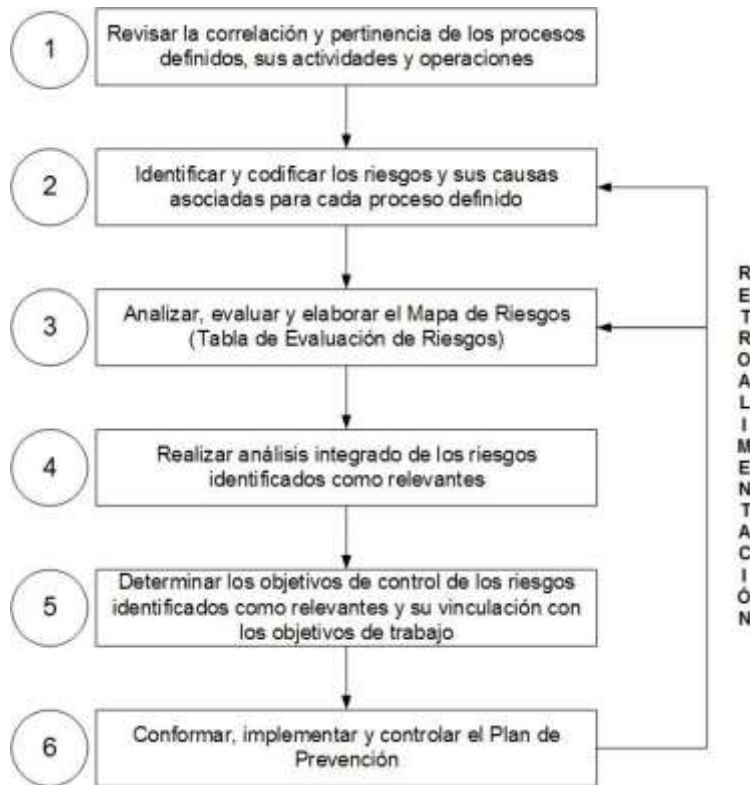 1
Revisar la correlación y pertinencia de los procesos
definidos, sus actividades y operaciones
2
Identificar y codificar los riesgos y sus causas
asociadas para cada proceso definido
3
Analizar, evaluar y elaborar el Mapa de Riesgos
(Tabla de Evaluación de Riesgos)
4
Realizar análisis integrado de los riesgos
identificados como relevantes
5
Determinar los objetivos de control de los riesgos
identificados como relevantes y su vinculación con
los objetivos de trabajo
6
Conformar, implementar y controlar el Plan de
Prevención
RETROALIMENTACIÓN